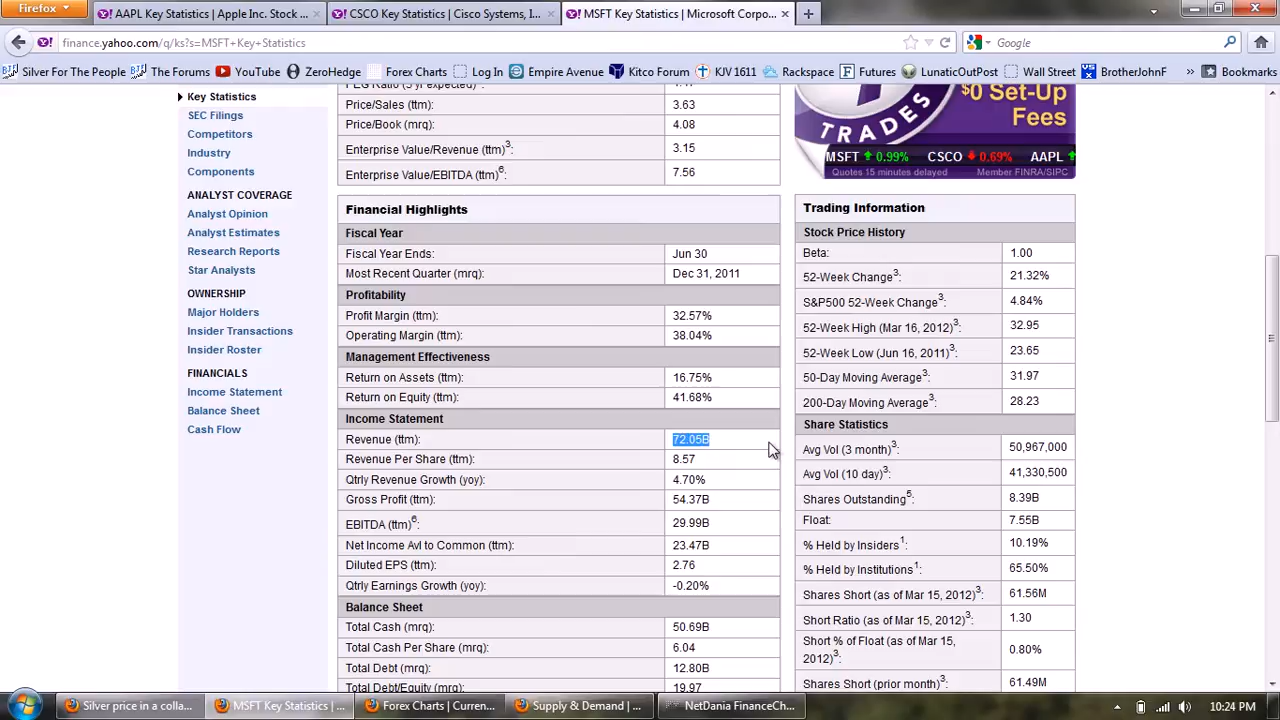 Firefox
AAPL Key Statistics | Apple Inc. Stock ...
CSCO Key Statistics | Cisco Systems, I...
MSFT Key Statistics | Microsoft Corpo...
finance.yahoo.com/q/ks?s=MSFT+Key+Statistics
Google
Silver For The People
The Forums
YouTube
ZeroHedge
Forex Charts
Log In
Empire Avenue
Kitco Forum
KJV 1611
Rackspace
Futures
LunaticOutPost
Wall Street
BrotherJohnF
»
Bookmarks
Key Statistics
SEC Filings
Competitors
Industry
Components
ANALYST COVERAGE
Analyst Opinion
Analyst Estimates
Research Reports
Star Analysts
OWNERSHIP
Major Holders
Insider Transactions
Insider Roster
FINANCIALS
Income Statement
Balance Sheet
Cash Flow
Price/Sales (ttm): 3.63
Price/Book (mrq): 4.08
Enterprise Value/Revenue (ttm)3: 3.15
Enterprise Value/EBITDA (ttm)6: 7.56
Financial Highlights
Fiscal Year
Fiscal Year Ends: Jun 30
Most Recent Quarter (mrq): Dec 31, 2011
Profitability
Profit Margin (ttm): 32.57%
Operating Margin (ttm): 38.04%
Management Effectiveness
Return on Assets (ttm): 16.75%
Return on Equity (ttm): 41.68%
Income Statement
Revenue (ttm): 72.05B
Revenue Per Share (ttm): 8.57
Qtrly Revenue Growth (yoy): 4.70%
Gross Profit (ttm): 54.37B
EBITDA (ttm)6: 29.99B
Net Income Avl to Common (ttm): 23.47B
Diluted EPS (ttm): 2.76
Qtrly Earnings Growth (yoy): -0.20%
Balance Sheet
Total Cash (mrq): 50.69B
Total Cash Per Share (mrq): 6.04
Total Debt (mrq): 12.80B
Total Debt/Equity (mrq): 19.97
TRADES
$0 Set-Up
Fees
MSFT 0.99% CSCO 0.69% AAPL
Quotes 15 minutes delayed Member FINRA/SIPC
Trading Information
Stock Price History
Beta: 1.00
52-Week Change3: 21.32%
S&P500 52-Week Change3: 4.84%
52-Week High (Mar 16, 2012)3: 32.95
52-Week Low (Jun 16, 2011)3: 23.65
50-Day Moving Average3: 31.97
200-Day Moving Average3: 28.23
Share Statistics
Avg Vol (3 month)3: 50,967,000
Avg Vol (10 day)3: 41,330,500
Shares Outstanding5: 8.39B
Float: 7.55B
% Held by Insiders1: 10.19%
% Held by Institutions1: 65.50%
Shares Short (as of Mar 15, 2012)3: 61.56M
Short Ratio (as of Mar 15, 2012)3: 1.30
Short % of Float (as of Mar 15,
2012)3: 0.80%
Shares Short (prior month)3: 61.49M
Silver price in a colla...
MSFT Key Statistics | ...
Forex Charts | Curren...
Supply & Demand | ...
NetDania FinanceCh...
10:24 PM